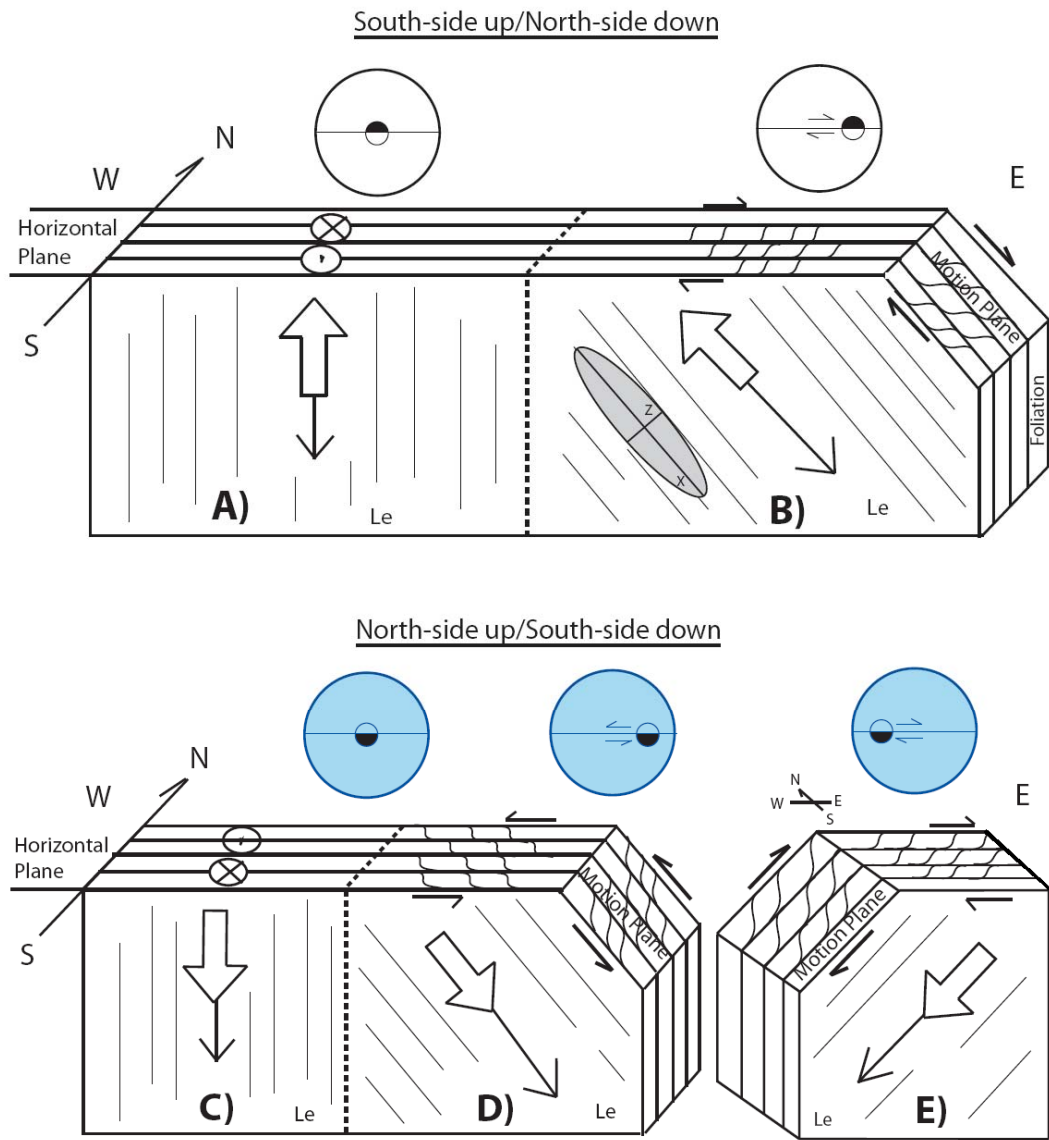 South-side up/North-side down
N
W
E
Horizontal
Plane
S
Motion Plane
Foliation
Z
X
A)
Le
B)
Le
North-side up/South-side down
N
W
E
N
W E
S
Horizontal
Plane
S
Motion Plane
Motion Plane
C)
Le
D)
Le
E)
Le